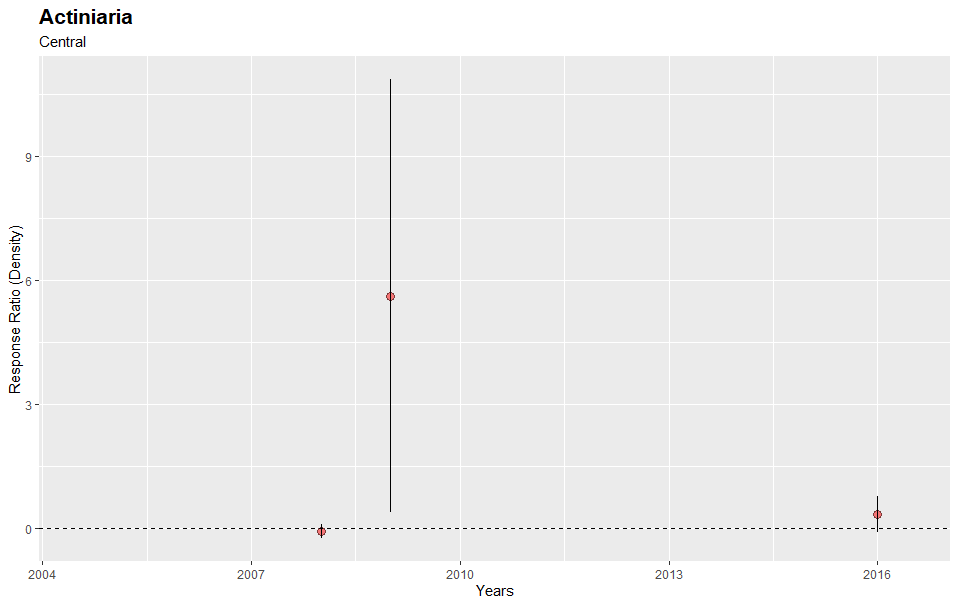 Actiniaria
Central
Response Ratio (Density)
9
6
3
0
2004 2007 2010 2013 2016
Years